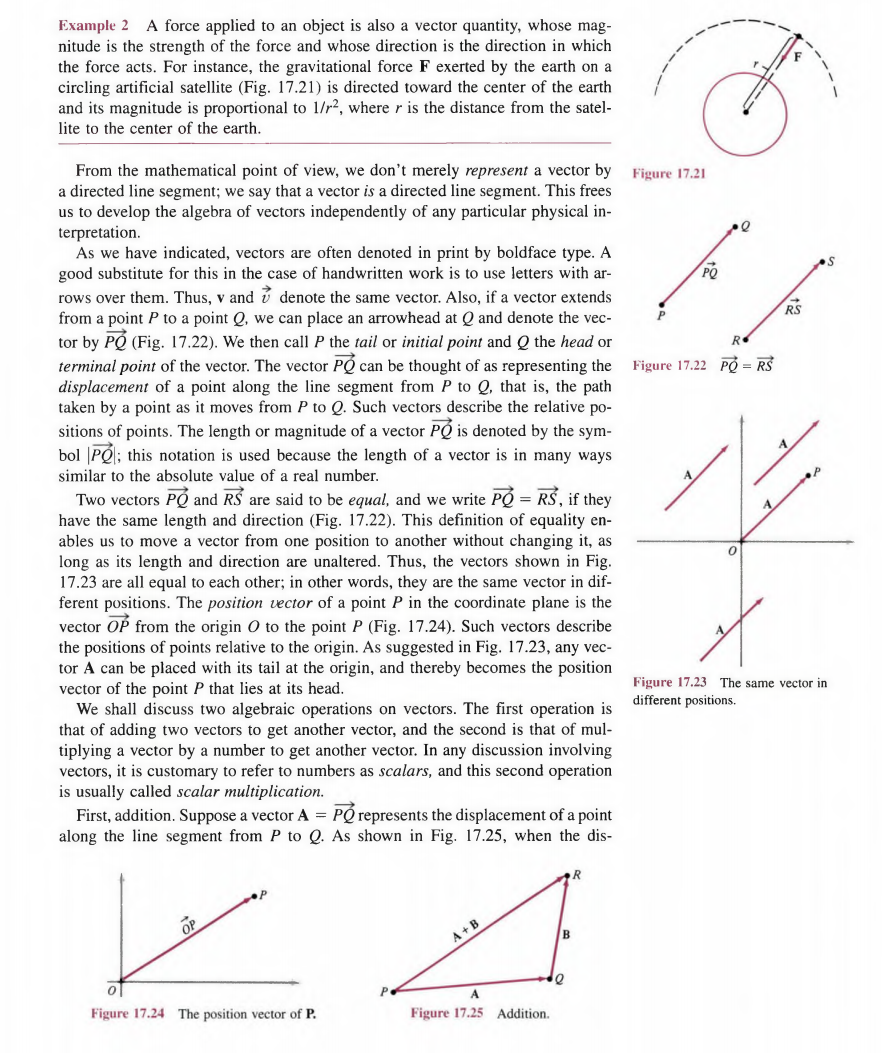 Example 2 A force applied to an object is also a vector quantity, whose mag-
nitude is the strength of the force and whose direction is the direction in which
the force acts. For instance, the gravitational force F exerted by the earth on a
circling artificial satellite (Fig. 17.21) is directed toward the center of the earth
and its magnitude is proportional to 1/r², where r is the distance from the satel-
lite to the center of the earth.
r
F
Figure 17.21
From the mathematical point of view, we don't merely represent a vector by
a directed line segment; we say that a vector is a directed line segment. This frees
us to develop the algebra of vectors independently of any particular physical in-
terpretation.
As we have indicated, vectors are often denoted in print by boldface type. A
good substitute for this in the case of handwritten work is to use letters with ar-
rows over them. Thus, v and v⃗ denote the same vector. Also, if a vector extends
from a point P to a point Q, we can place an arrowhead at Q and denote the vec-
tor by P⃗Q⃗ (Fig. 17.22). We then call P the tail or initial point and Q the head or
terminal point of the vector. The vector P⃗Q⃗ can be thought of as representing the
displacement of a point along the line segment from P to Q, that is, the path
taken by a point as it moves from P to Q. Such vectors describe the relative po-
sitions of points. The length or magnitude of a vector P⃗Q⃗ is denoted by the sym-
bol |P⃗Q⃗|; this notation is used because the length of a vector is in many ways
similar to the absolute value of a real number.
Two vectors P⃗Q⃗ and R⃗S⃗ are said to be equal, and we write P⃗Q⃗ = R⃗S⃗, if they
have the same length and direction (Fig. 17.22). This definition of equality en-
ables us to move a vector from one position to another without changing it, as
long as its length and direction are unaltered. Thus, the vectors shown in Fig.
17.23 are all equal to each other; in other words, they are the same vector in dif-
ferent positions. The position vector of a point P in the coordinate plane is the
vector O⃗P⃗ from the origin O to the point P (Fig. 17.24). Such vectors describe
the positions of points relative to the origin. As suggested in Fig. 17.23, any vec-
tor A can be placed with its tail at the origin, and thereby becomes the position
vector of the point P that lies at its head.
We shall discuss two algebraic operations on vectors. The first operation is
that of adding two vectors to get another vector, and the second is that of mul-
tiplying a vector by a number to get another vector. In any discussion involving
vectors, it is customary to refer to numbers as scalars, and this second operation
is usually called scalar multiplication.
First, addition. Suppose a vector A = P⃗Q⃗ represents the displacement of a point
along the line segment from P to Q. As shown in Fig. 17.25, when the dis-
Q
P⃗Q⃗
S
P
R⃗S⃗
R
Figure 17.22 P⃗Q⃗ = R⃗S⃗
A
A
P
A
O
A
Figure 17.23 The same vector in
different positions.
P
O⃗P⃗
O
Figure 17.24 The position vector of P.
R
A + B
B
Q
P
A
Figure 17.25 Addition.